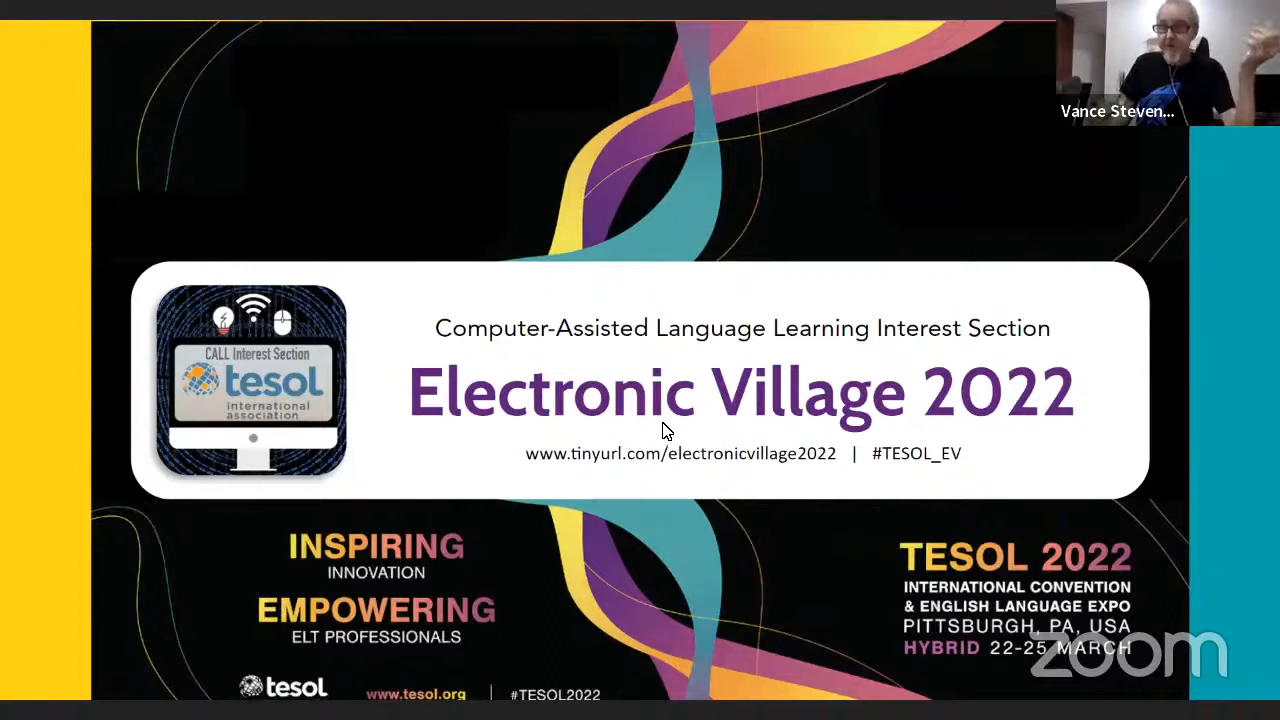 Vance Steven...
CALL Interest Section
tesol
international
association
Computer-Assisted Language Learning Interest Section
Electronic Village 2022
www.tinyurl.com/electronicvillage2022 | #TESOL_EV
INSPIRING
INNOVATION
EMPOWERING
ELT PROFESSIONALS
TESOL 2022
INTERNATIONAL CONVENTION
& ENGLISH LANGUAGE EXPO
PITTSBURGH, PA, USA
HYBRID 22-25 MARCH
zoom
tesol
www.tesol.org | #TESOL2022